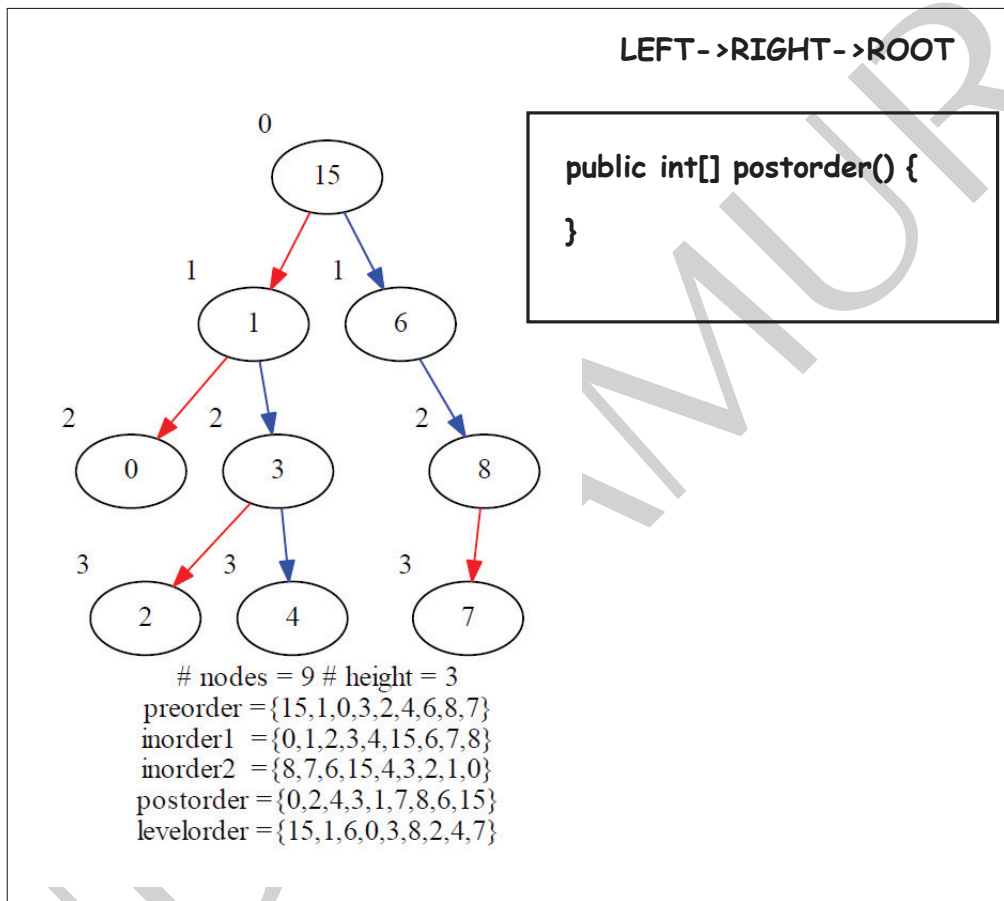 LEFT->RIGHT->ROOT
public int[] postorder() {
}
0
15
1
1
1
6
2
2
2
0
3
8
3
3
3
2
4
7
# nodes = 9 # height = 3
preorder ={15,1,0,3,2,4,6,8,7}
inorder1 ={0,1,2,3,4,15,6,7,8}
inorder2 ={8,7,6,15,4,3,2,1,0}
postorder ={0,2,4,3,1,7,8,6,15}
levelorder ={15,1,6,0,3,8,2,4,7}